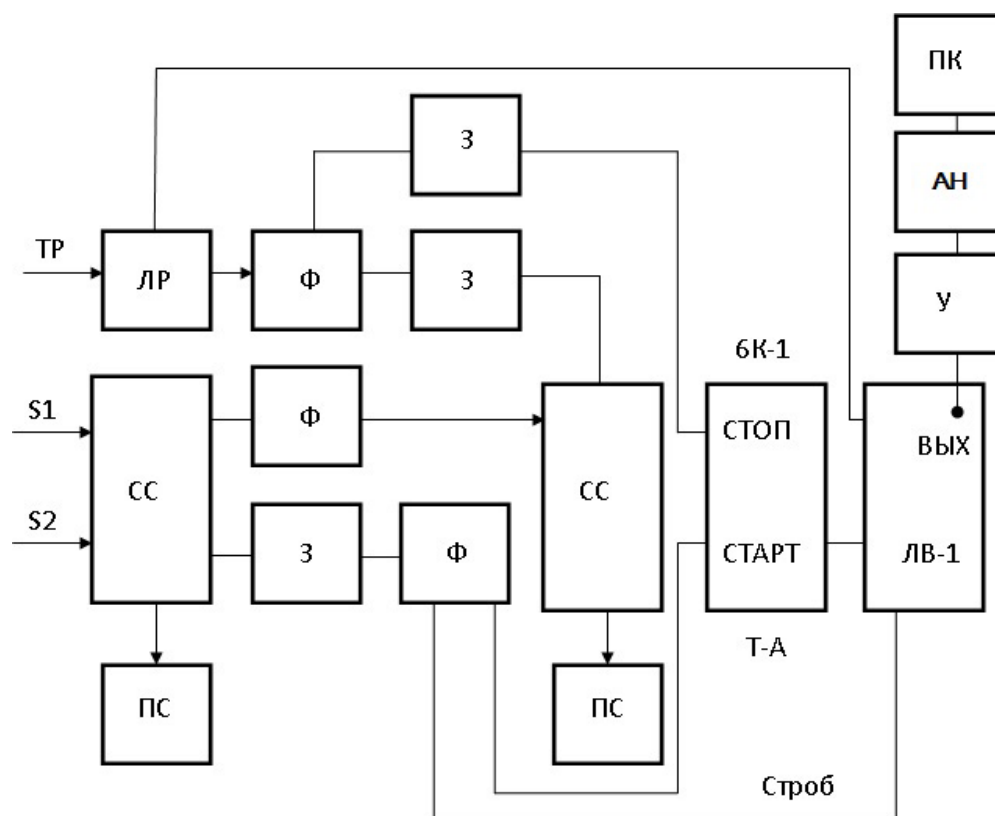 ПК
З
АН
ТР
ЛР
Ф
З
У
6К-1
S1
Ф
СТОП
ВЫХ
СС
СС
S2
З
Ф
СТАРТ
ЛВ-1
Т-А
ПС
ПС
Строб